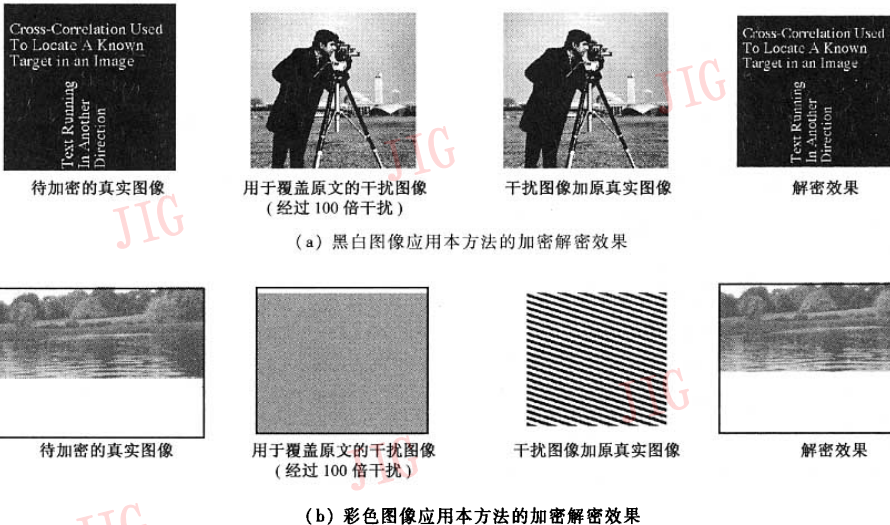 Cross-Correlation Used
To Locate A Known
Target in an Image
Text Running
In Another
Direction
Cross-Correlation Used
To Locate A Known
Target in an Image
Text Running
In Another
Direction
待加密的真实图像
用于覆盖原文的干扰图像
(经过 100 倍干扰)
干扰图像加原真实图像
解密效果
JIG
JIG
JIG
(a) 黑白图像应用本方法的加密解密效果
待加密的真实图像
用于覆盖原文的干扰图像
(经过 100 倍干扰)
干扰图像加原真实图像
解密效果
JIG
JIG
JIG
(b) 彩色图像应用本方法的加密解密效果